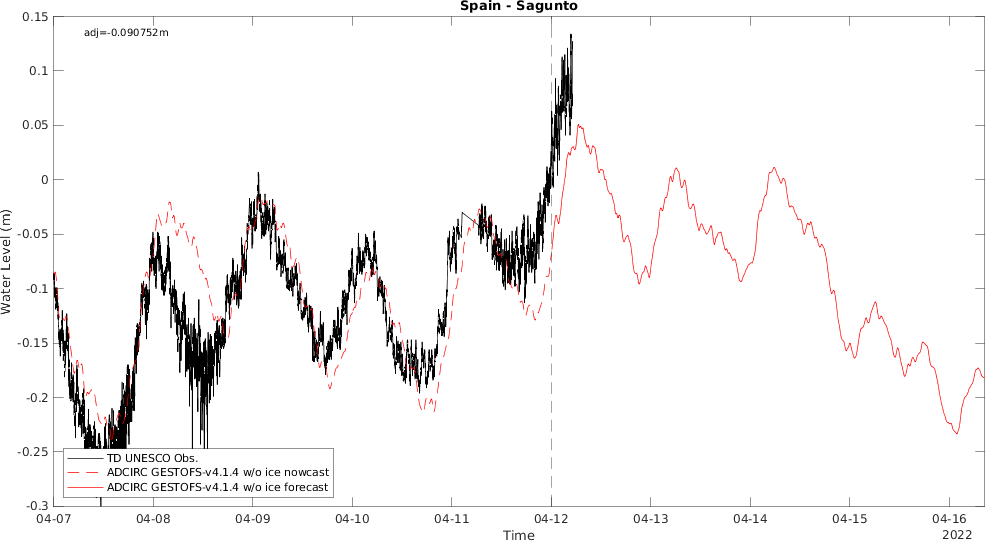 Spain - Sagunto
adj=-0.090752m
Water Level (m)
0.15
0.1
0.05
0
-0.05
-0.1
-0.15
-0.2
-0.25
-0.3
TD UNESCO Obs.
ADCIRC GESTOFS-v4.1.4 w/o ice nowcast
ADCIRC GESTOFS-v4.1.4 w/o ice forecast
04-07 04-08 04-09 04-10 04-11 04-12 04-13 04-14 04-15 04-16
Time
2022